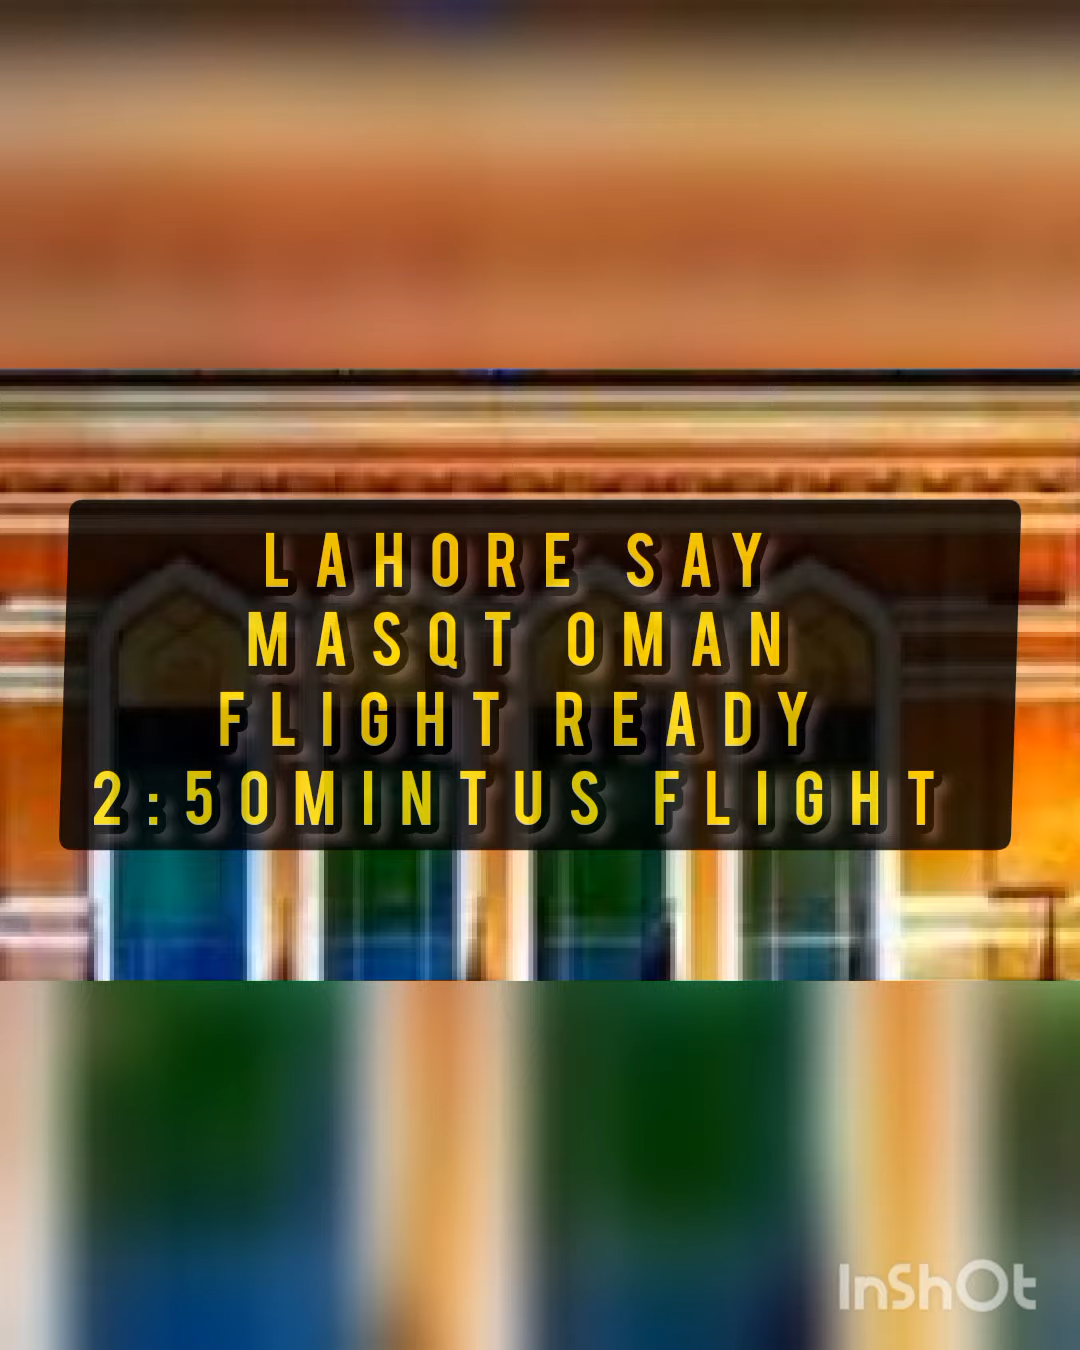 LAHORE SAY
MASQT OMAN
FLIGHT READY
2:50MINTUS FLIGHT
InShOt